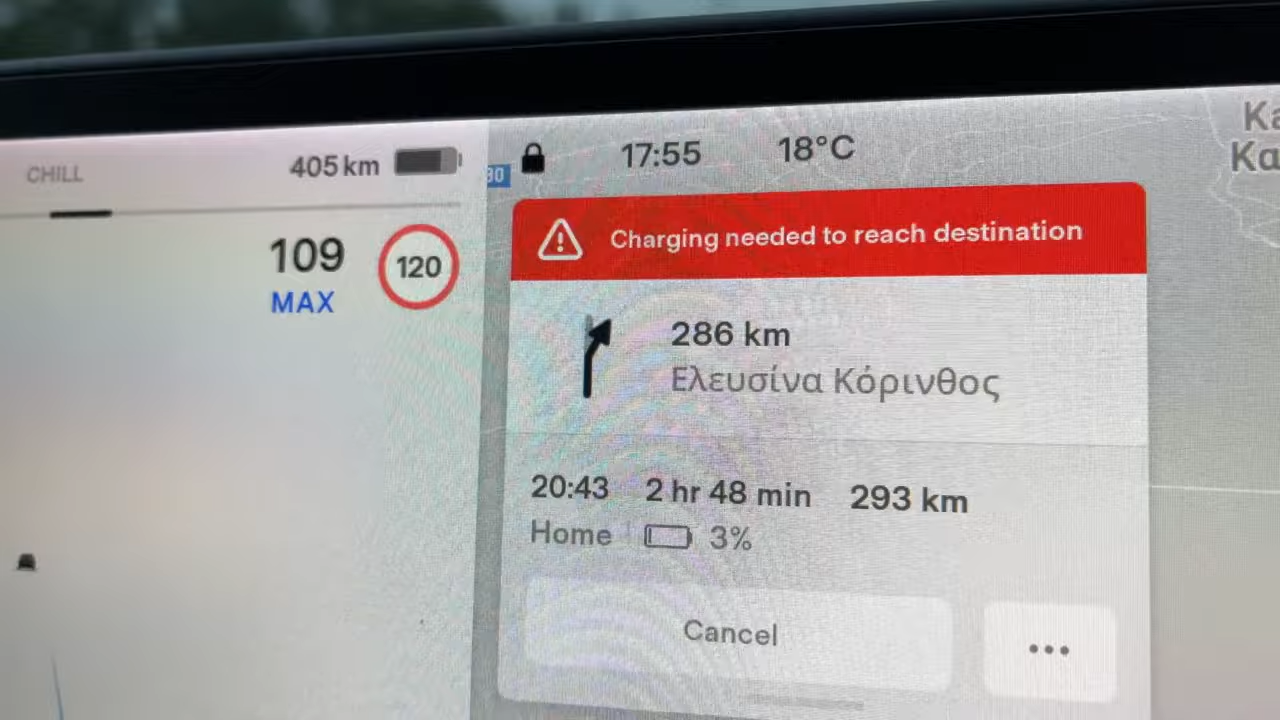 CHILL
405 km
109
MAX
120
17:55
18°C
Charging needed to reach destination
286 km
Ελευσίνα Κόρινθος
20:43 2 hr 48 min 293 km
Home 3%
Cancel